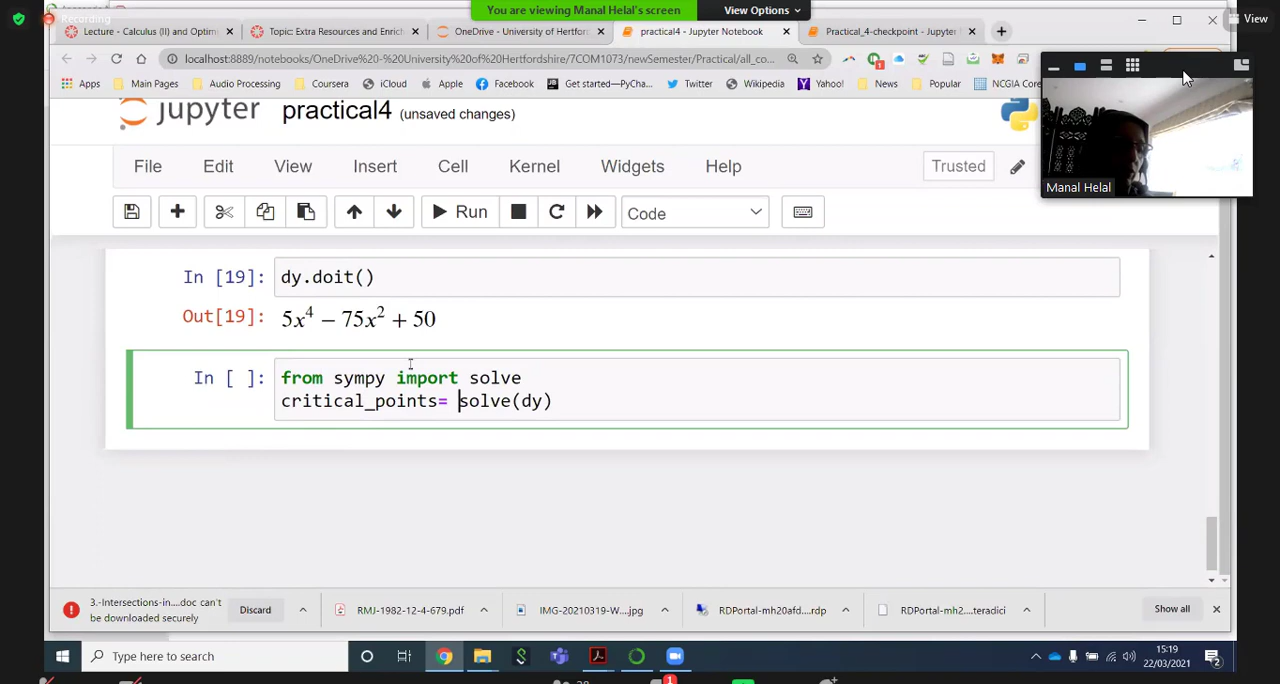 Recording
You are viewing Manal Helal's screen
View Options
View
Lecture - Calculus (II) and Optim
Topic: Extra Resources and Enrich
OneDrive - University of Hertfor
practical4 - Jupyter Notebook
Practical_4-checkpoint - Jupyter
localhost:8889/notebooks/OneDrive%20-%20University%20of%20Hertfordshire/7COM1073/newSemester/Practical/all_co...
Apps
Main Pages
Audio Processing
Coursera
iCloud
Apple
Facebook
Get started—PyCha...
Twitter
Wikipedia
Yahoo!
News
Popular
NCGIA Core
Manal Helal
jupyter practical4 (unsaved changes)
File Edit View Insert Cell Kernel Widgets Help
Trusted
Run
Code
In [19]: dy.doit()
Out[19]: 5x⁴ − 75x² + 50
In [ ]: from sympy import solve
critical_points= solve(dy)
3.-Intersections-in....doc can't
be downloaded securely
Discard
RMJ-1982-12-4-679.pdf
IMG-20210319-W....jpg
RDPortal-mh20afd....rdp
RDPortal-mh2....teradici
Show all
Type here to search
15:19
22/03/2021
2
1